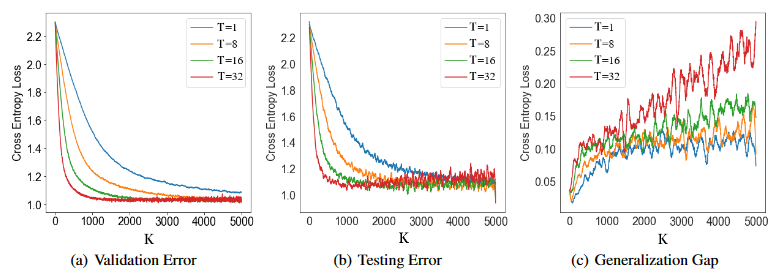 Cross Entropy Loss
2.2
2.0
1.8
1.6
1.4
1.2
1.0
0
1000
2000
3000
4000
5000
K
T=1
T=8
T=16
T=32
(a) Validation Error
Cross Entropy Loss
2.2
2.0
1.8
1.6
1.4
1.2
1.0
0
1000
2000
3000
4000
5000
K
T=1
T=8
T=16
T=32
(b) Testing Error
Cross Entropy Loss
0.30
0.25
0.20
0.15
0.10
0.05
0
1000
2000
3000
4000
5000
K
T=1
T=8
T=16
T=32
(c) Generalization Gap